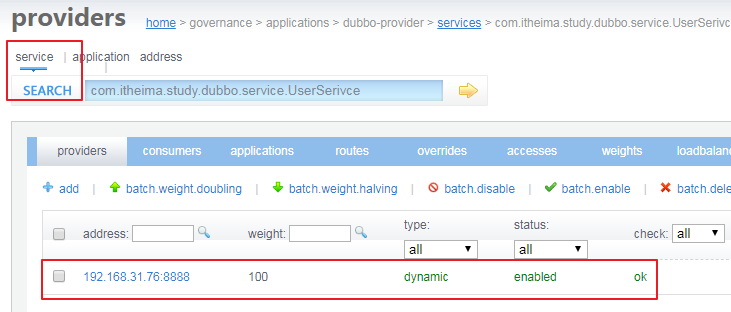 providers
home > governance > applications > dubbo-provider > services > com.itheima.study.dubbo.service.UserSerivc
service | application address
SEARCH com.itheima.study.dubbo.service.UserSerivce
providers consumers applications routes overrides accesses weights loadbalan
add | batch.weight.doubling | batch.weight.halving | batch.disable | batch.enable | batch.dele
address: weight: type: all status: all check: all
192.168.31.76:8888 100 dynamic enabled ok